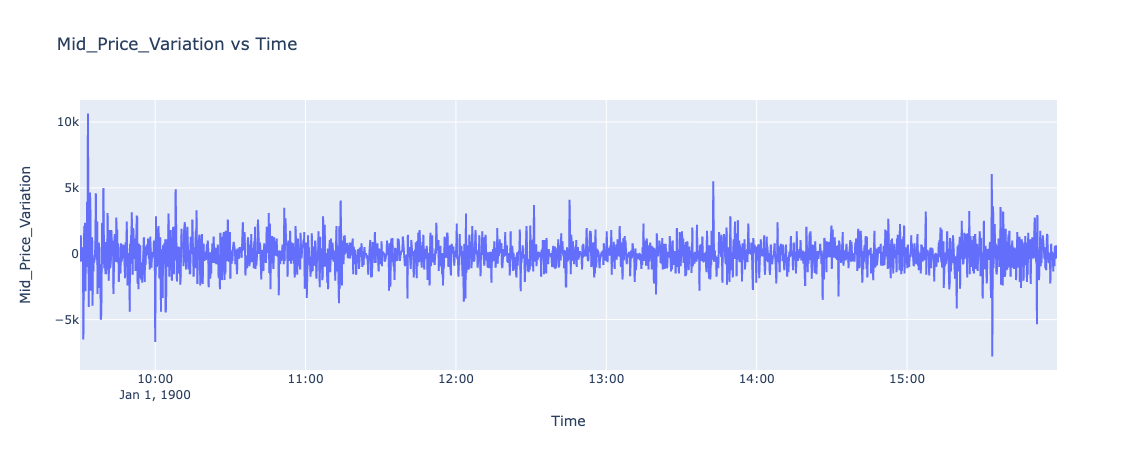 Mid_Price_Variation vs Time
Mid_Price_Variation
10k
5k
0
−5k
10:00
11:00
12:00
13:00
14:00
15:00
Jan 1, 1900
Time